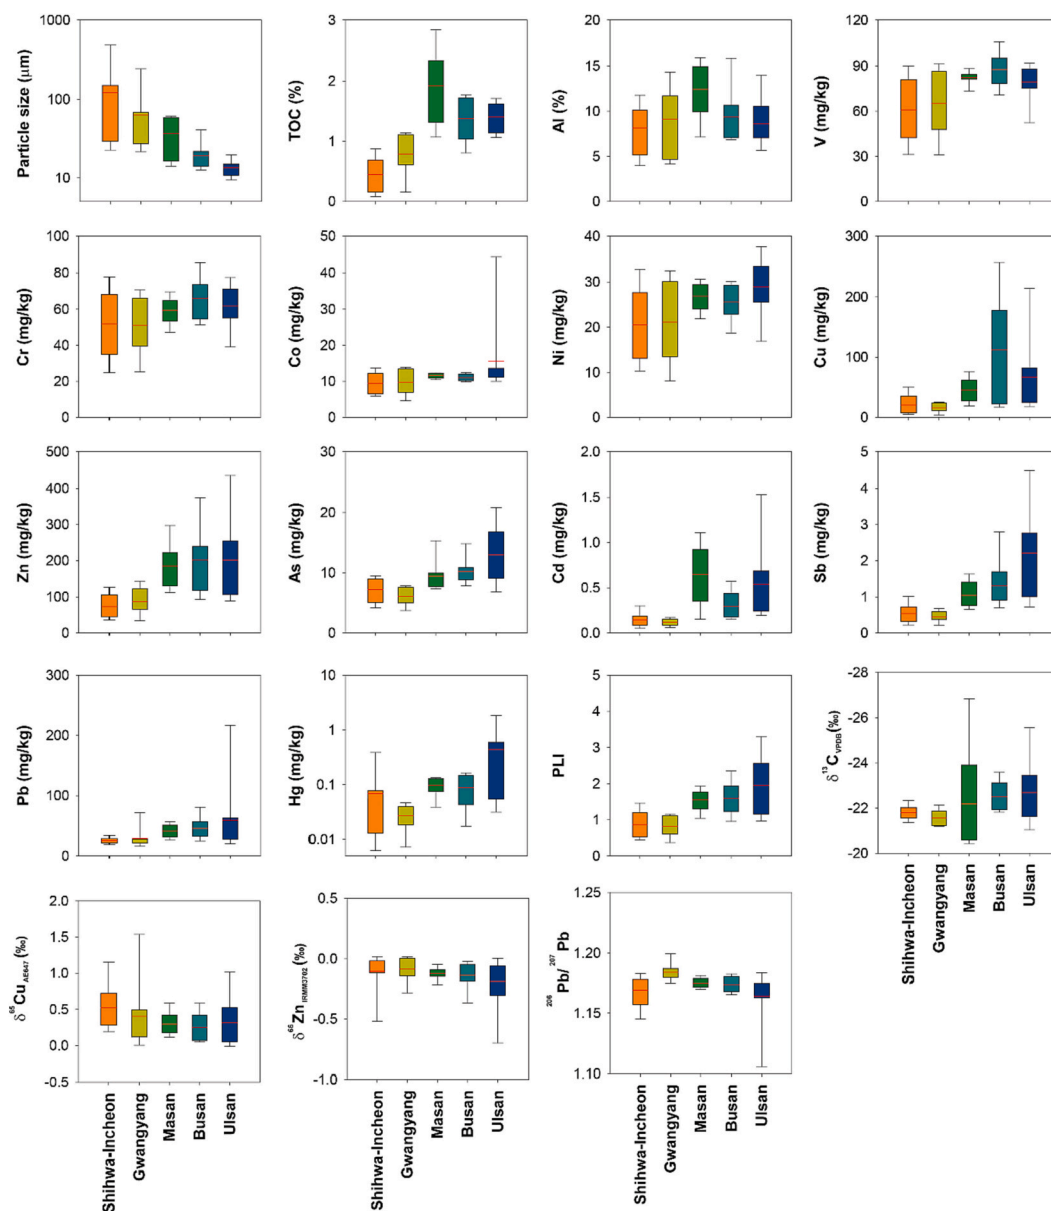 Particle size (μm)
1000
100
10
TOC (%)
3
2
1
0
Al (%)
20
15
10
5
0
V (mg/kg)
120
90
60
30
0
Cr (mg/kg)
100
80
60
40
20
0
Co (mg/kg)
50
40
30
20
10
0
Ni (mg/kg)
40
30
20
10
0
Cu (mg/kg)
300
200
100
0
Zn (mg/kg)
500
400
300
200
100
0
As (mg/kg)
30
20
10
0
Cd (mg/kg)
2.0
1.5
1.0
0.5
0.0
Sb (mg/kg)
5
4
3
2
1
0
Pb (mg/kg)
300
200
100
0
Hg (mg/kg)
10
1
0.1
0.01
PLI
5
4
3
2
1
0
δ13CVPDB(‰)
-28
-26
-24
-22
-20
Shihwa-Incheon
Gwangyang
Masan
Busan
Ulsan
δ65CuAE647(‰)
2.0
1.5
1.0
0.5
0.0
-0.5
Shihwa-Incheon
Gwangyang
Masan
Busan
Ulsan
δ66ZnIRMM3702(‰)
0.5
0.0
-0.5
-1.0
Shihwa-Incheon
Gwangyang
Masan
Busan
Ulsan
206Pb/207Pb
1.25
1.20
1.15
1.10
Shihwa-Incheon
Gwangyang
Masan
Busan
Ulsan